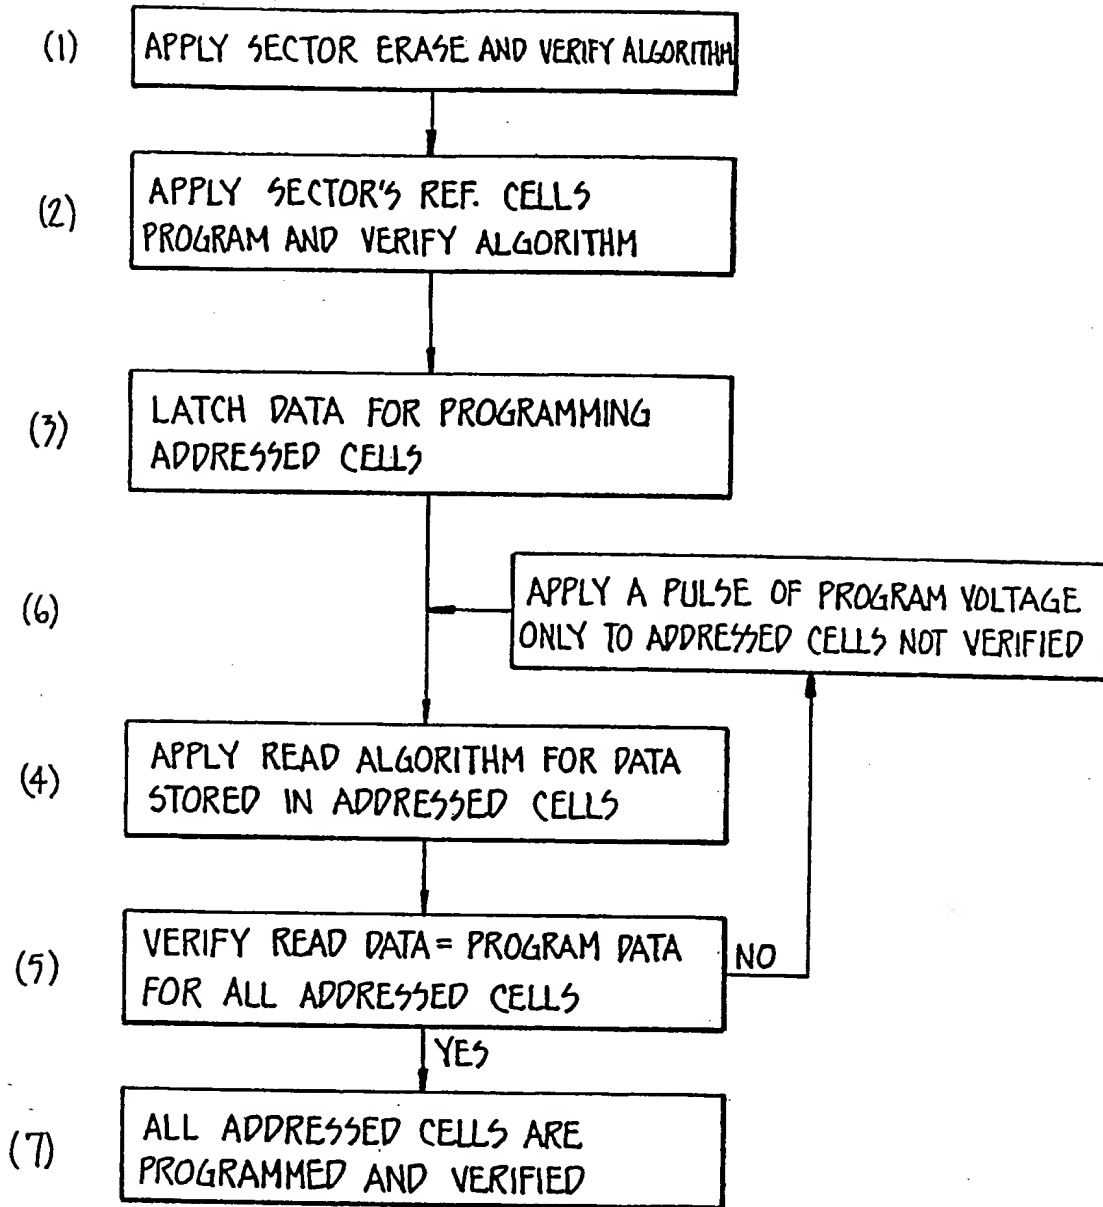 (1)
APPLY SECTOR ERASE AND VERIFY ALGORITHM
(2)
APPLY SECTOR'S REF. CELLS
PROGRAM AND VERIFY ALGORITHM
(3)
LATCH DATA FOR PROGRAMMING
ADDRESSED CELLS
(6)
APPLY A PULSE OF PROGRAM VOLTAGE
ONLY TO ADDRESSED CELLS NOT VERIFIED
(4)
APPLY READ ALGORITHM FOR DATA
STORED IN ADDRESSED CELLS
(5)
VERIFY READ DATA = PROGRAM DATA
FOR ALL ADDRESSED CELLS
NO
YES
(7)
ALL ADDRESSED CELLS ARE
PROGRAMMED AND VERIFIED